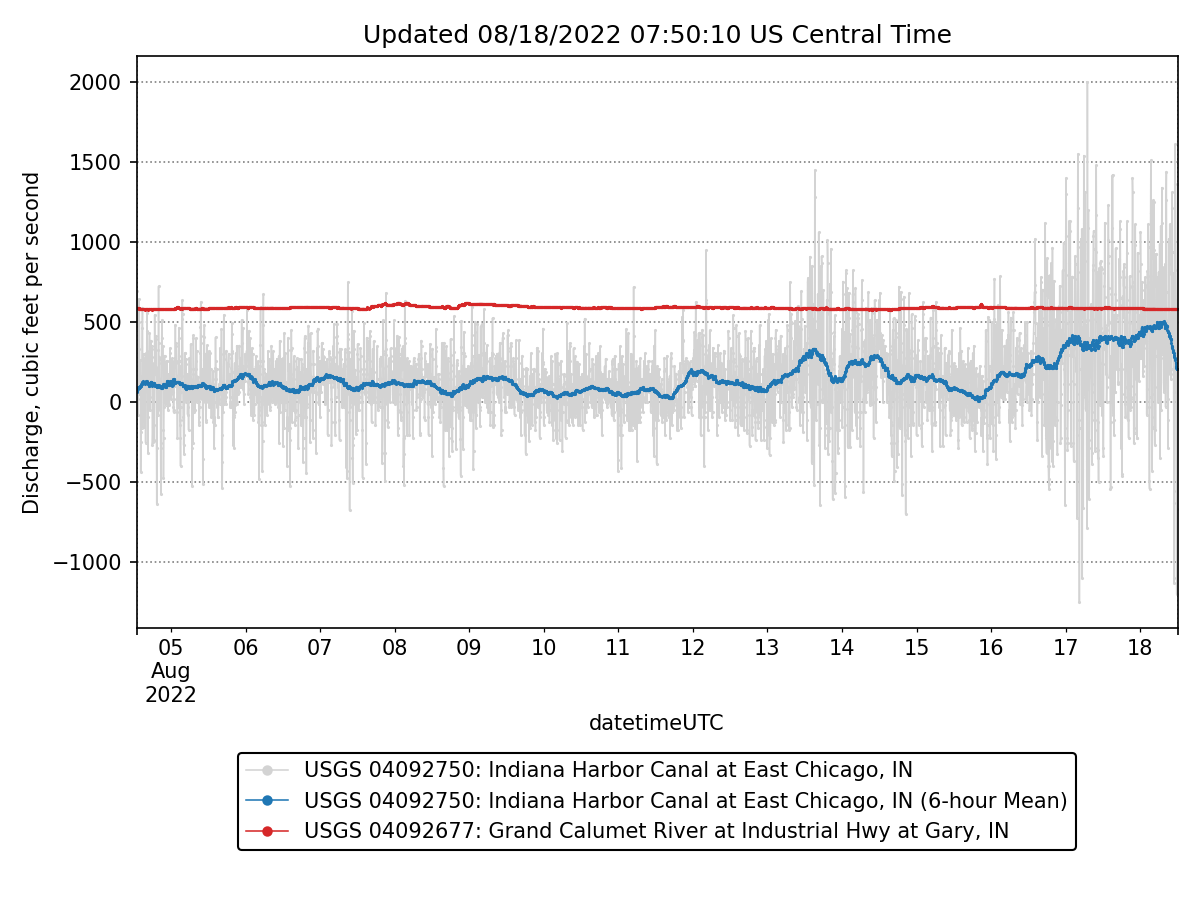 Updated 08/18/2022 07:50:10 US Central Time
Discharge, cubic feet per second
2000
1500
1000
500
0
−500
−1000
05 06 07 08 09 10 11 12 13 14 15 16 17 18
Aug
2022
datetimeUTC
USGS 04092750: Indiana Harbor Canal at East Chicago, IN
USGS 04092750: Indiana Harbor Canal at East Chicago, IN (6-hour Mean)
USGS 04092677: Grand Calumet River at Industrial Hwy at Gary, IN